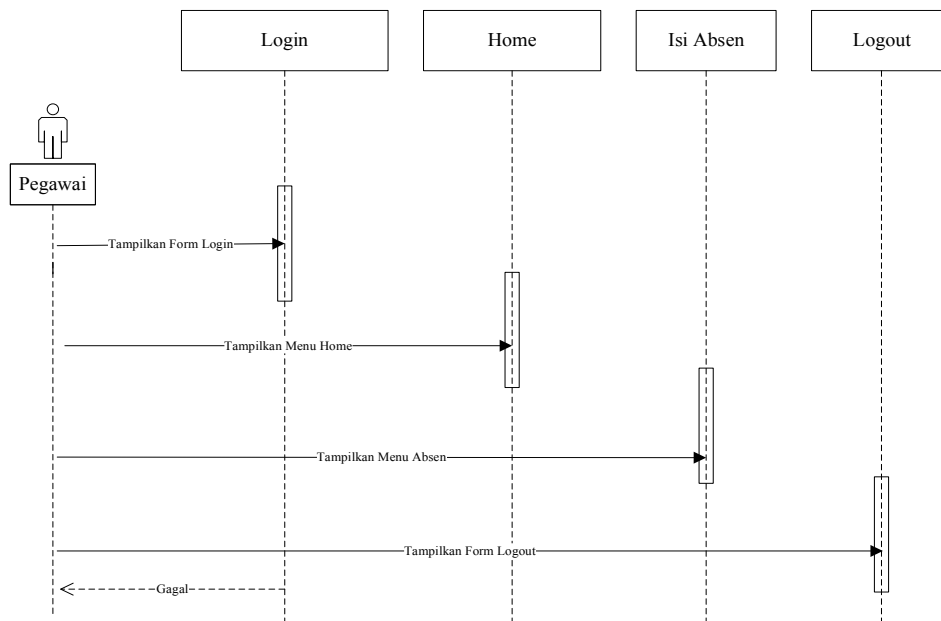 Login
Home
Isi Absen
Logout
Pegawai
Tampilkan Form Login
Tampilkan Menu Home
Tampilkan Menu Absen
Tampilkan Form Logout
Gagal